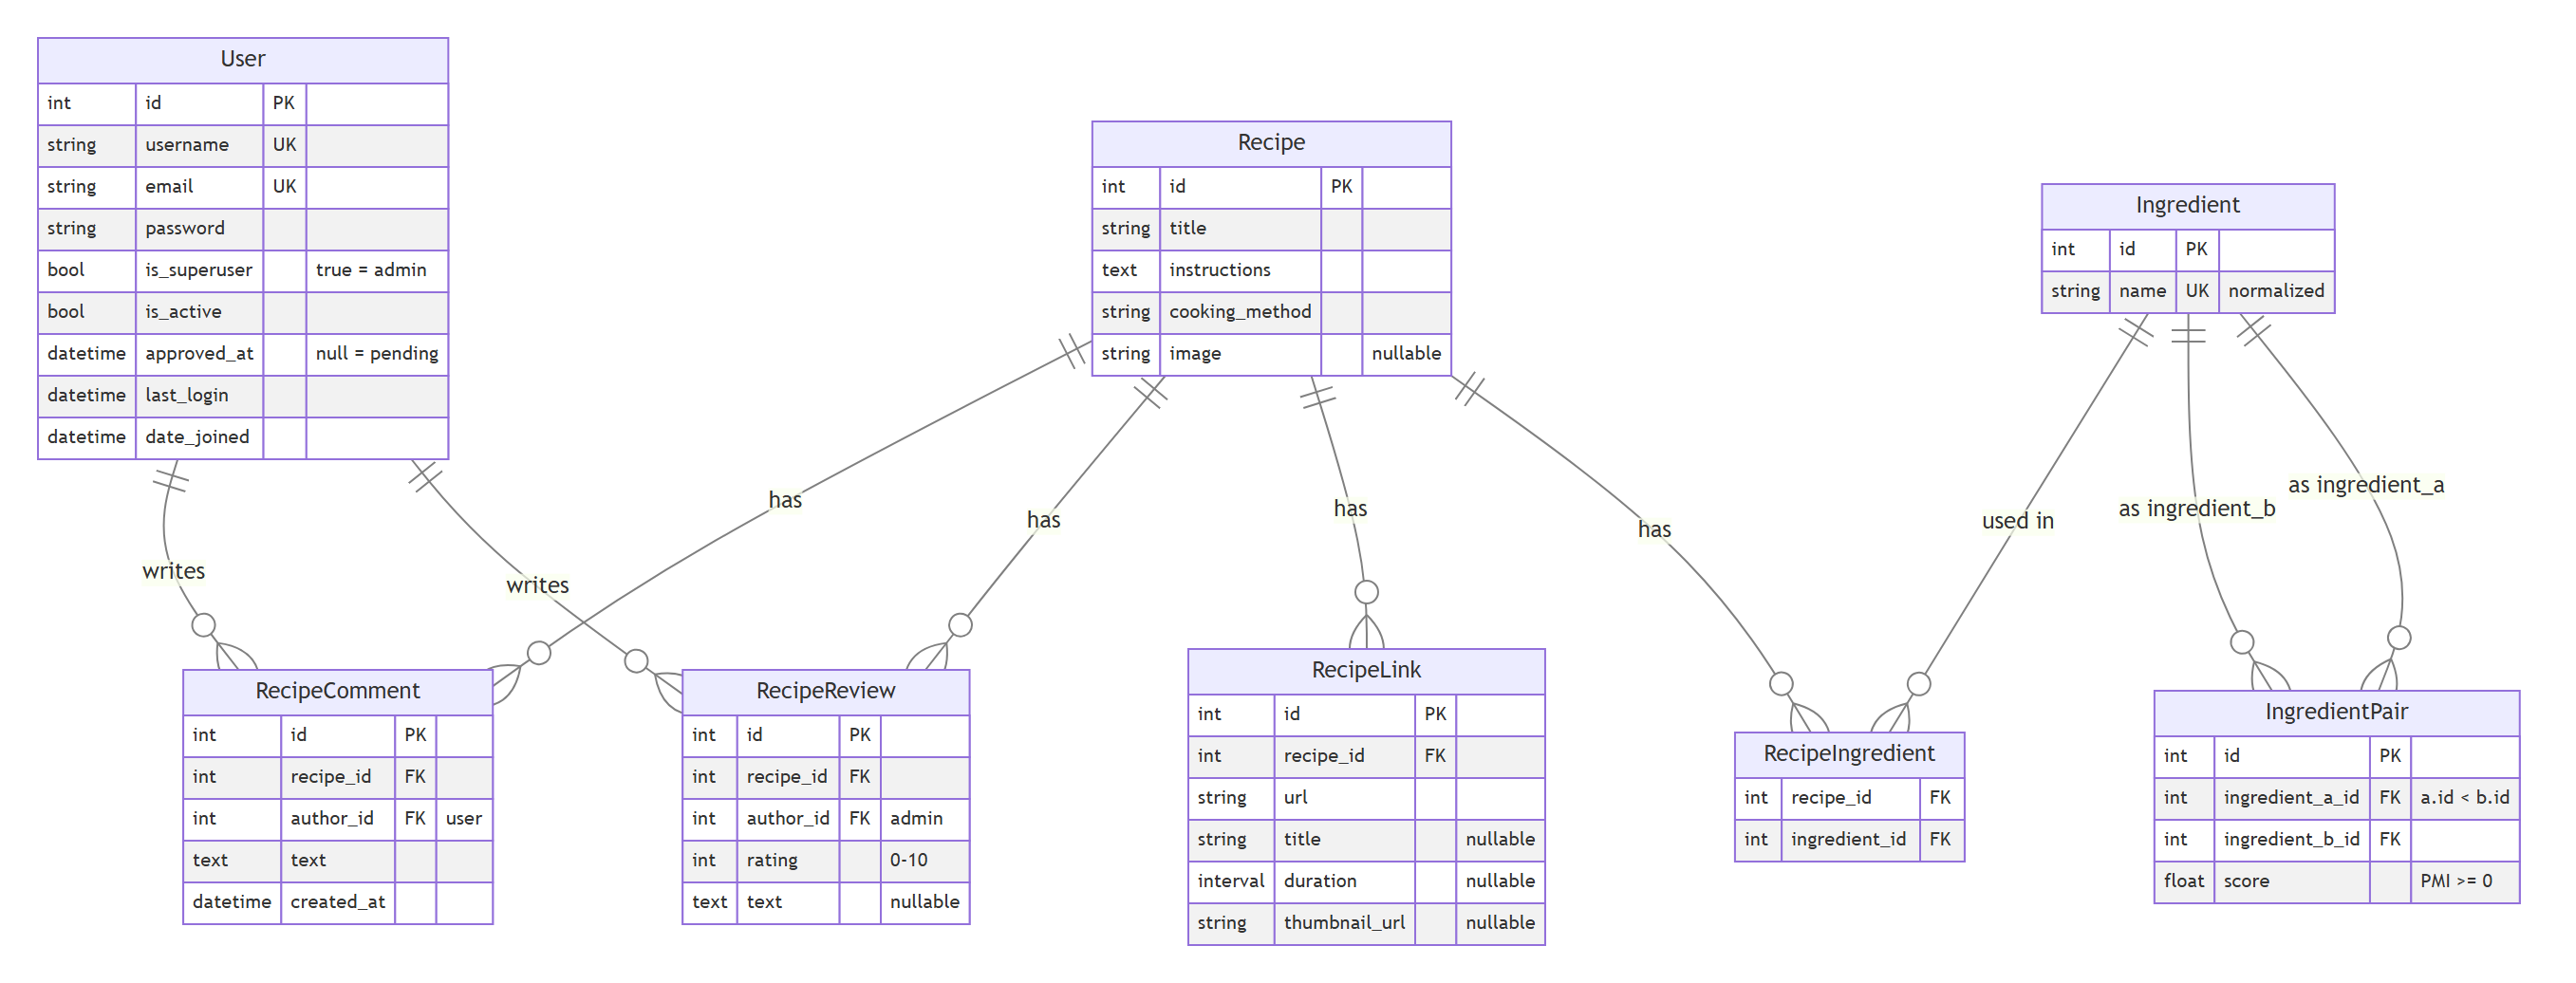 User
int id PK
string username UK
string email UK
string password
bool is_superuser true = admin
bool is_active
datetime approved_at null = pending
datetime last_login
datetime date_joined
Recipe
int id PK
string title
text instructions
string cooking_method
string image nullable
Ingredient
int id PK
string name UK normalized
writes
writes
has
has
has
has
used in
as ingredient_b
as ingredient_a
RecipeComment
int id PK
int recipe_id FK
int author_id FK user
text text
datetime created_at
RecipeReview
int id PK
int recipe_id FK
int author_id FK admin
int rating 0-10
text text nullable
RecipeLink
int id PK
int recipe_id FK
string url
string title nullable
interval duration nullable
string thumbnail_url nullable
RecipeIngredient
int recipe_id FK
int ingredient_id FK
IngredientPair
int id PK
int ingredient_a_id FK a.id < b.id
int ingredient_b_id FK
float score PMI >= 0